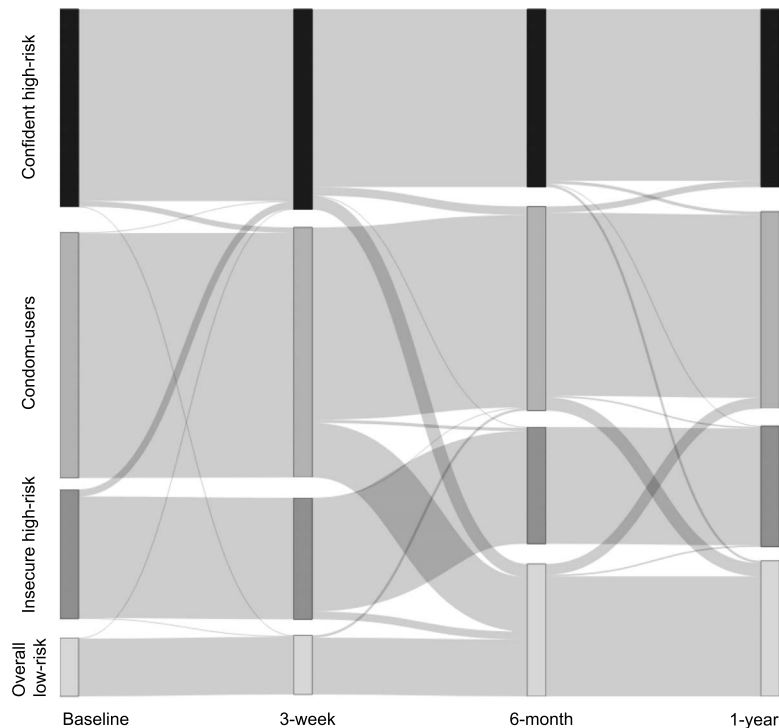 Confident high-risk
Condom-users
Insecure high-risk
Overall
low-risk
Baseline
3-week
6-month
1-year